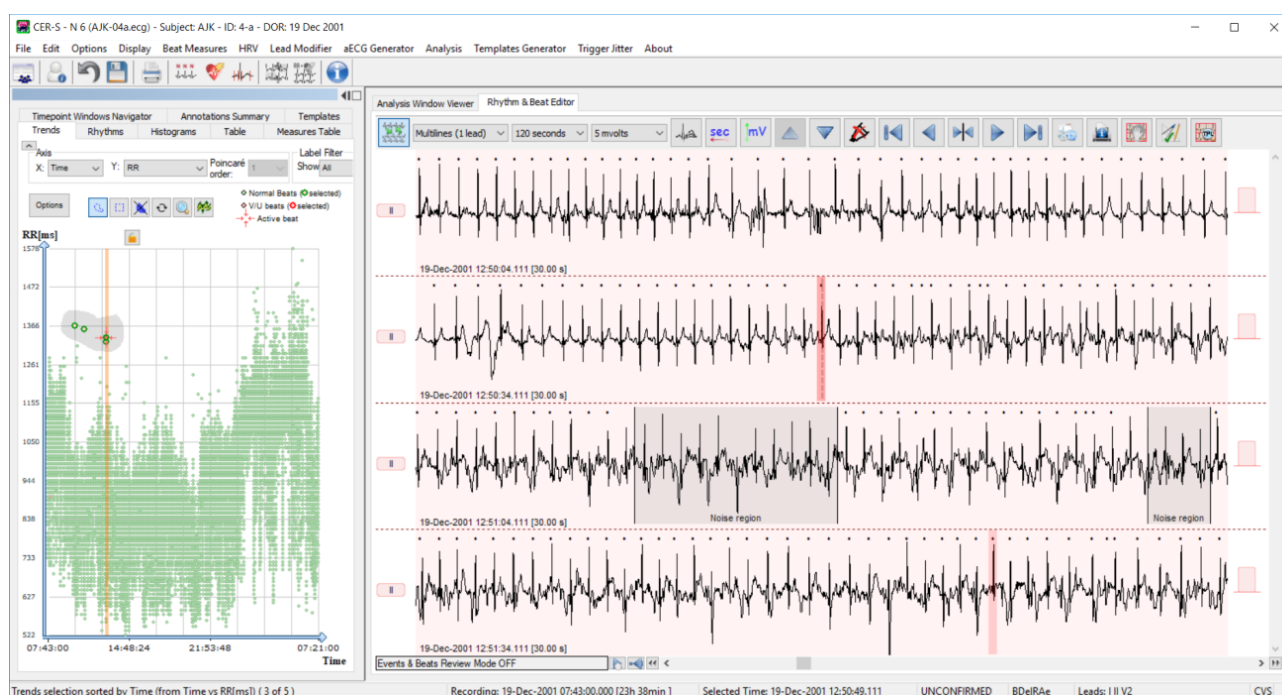 CER-S - N 6 (AJK-04a.ecg) - Subject: AJK - ID: 4-a - DOR: 19 Dec 2001
File Edit Options Display Beat Measures HRV Lead Modifier aECG Generator Analysis Templates Generator Trigger Jitter About
Timepoint Windows Navigator Annotations Summary Templates
Trends Rhythms Histograms Table Measures Table
Axis
X: Time Y: RR Poincaré order: 1
Label Filter
Show All
Options
Normal Beats ( selected)
V/U beats ( selected)
Active beat
RR[ms]
1578
1472
1366
1261
1155
1050
944
838
733
627
522
07:43:00 14:48:24 21:53:48 07:21:00
Time
Analysis Window Viewer Rhythm & Beat Editor
Multilines (1 lead) 120 seconds 5 mvolts sec mV TPL
II
19-Dec-2001 12:50:04.111 [30.00 s]
II
19-Dec-2001 12:50:34.111 [30.00 s]
II
Noise region Noise region
19-Dec-2001 12:51:04.111 [30.00 s]
II
19-Dec-2001 12:51:34.111 [30.00 s]
Events & Beats Review Mode OFF
Trends selection sorted by Time (from Time vs RR[ms]) ( 3 of 5 ) Recording: 19-Dec-2001 07:43:00.000 [23h 38min ] Selected Time: 19-Dec-2001 12:50:49.111 UNCONFIRMED BDelRAe Leads: I II V2 CVS: